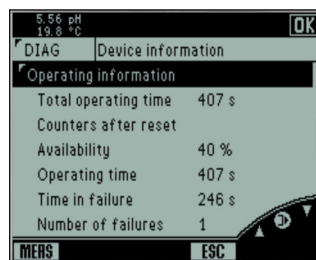 5.56 pH
19.8 °C
OK
DIAG Device information
Operating information
Total operating time 407 s
Counters after reset
Availability 40 %
Operating time 407 s
Time in failure 246 s
Number of failures 1
MERS ESC